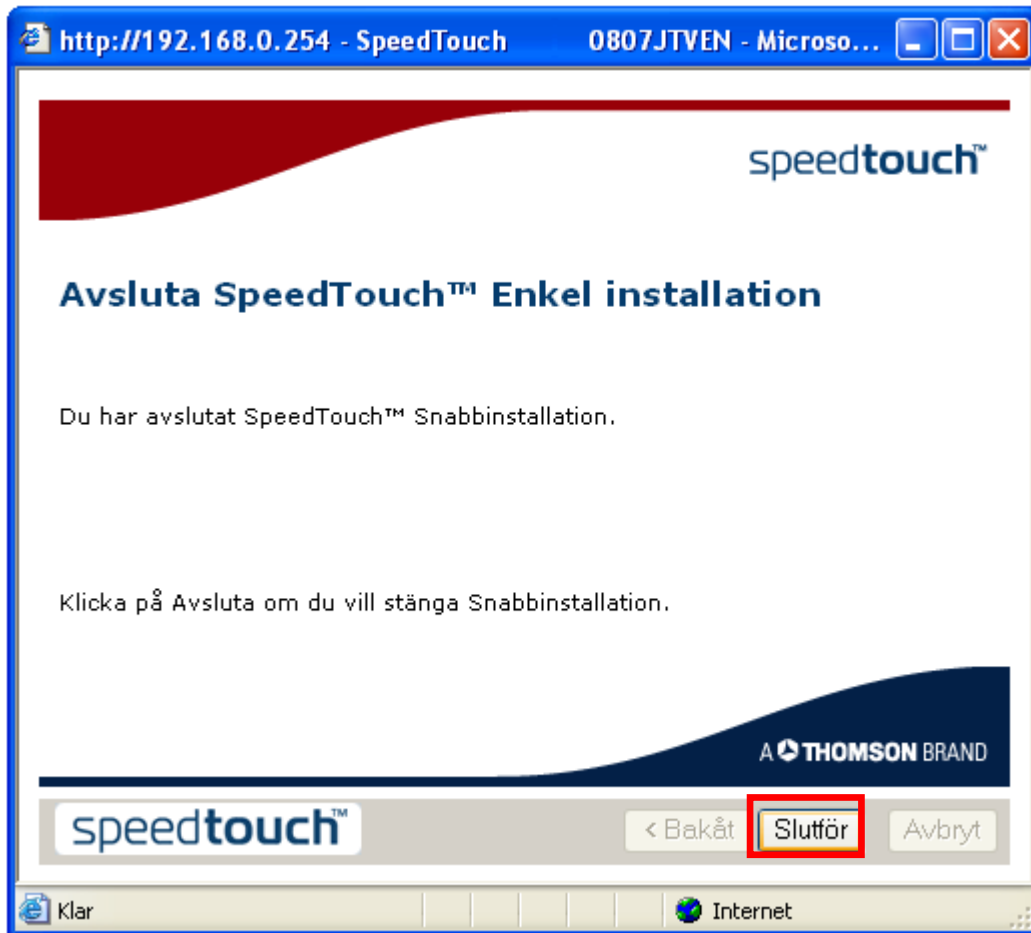 http://192.168.0.254 - SpeedTouch 0807JTVEN - Microso...
speedtouch™
Avsluta SpeedTouch™ Enkel installation
Du har avslutat SpeedTouch™ Snabbinstallation.
Klicka på Avsluta om du vill stänga Snabbinstallation.
A THOMSON BRAND
speedtouch™
< Bakåt Slutför Avbryt
Klar Internet